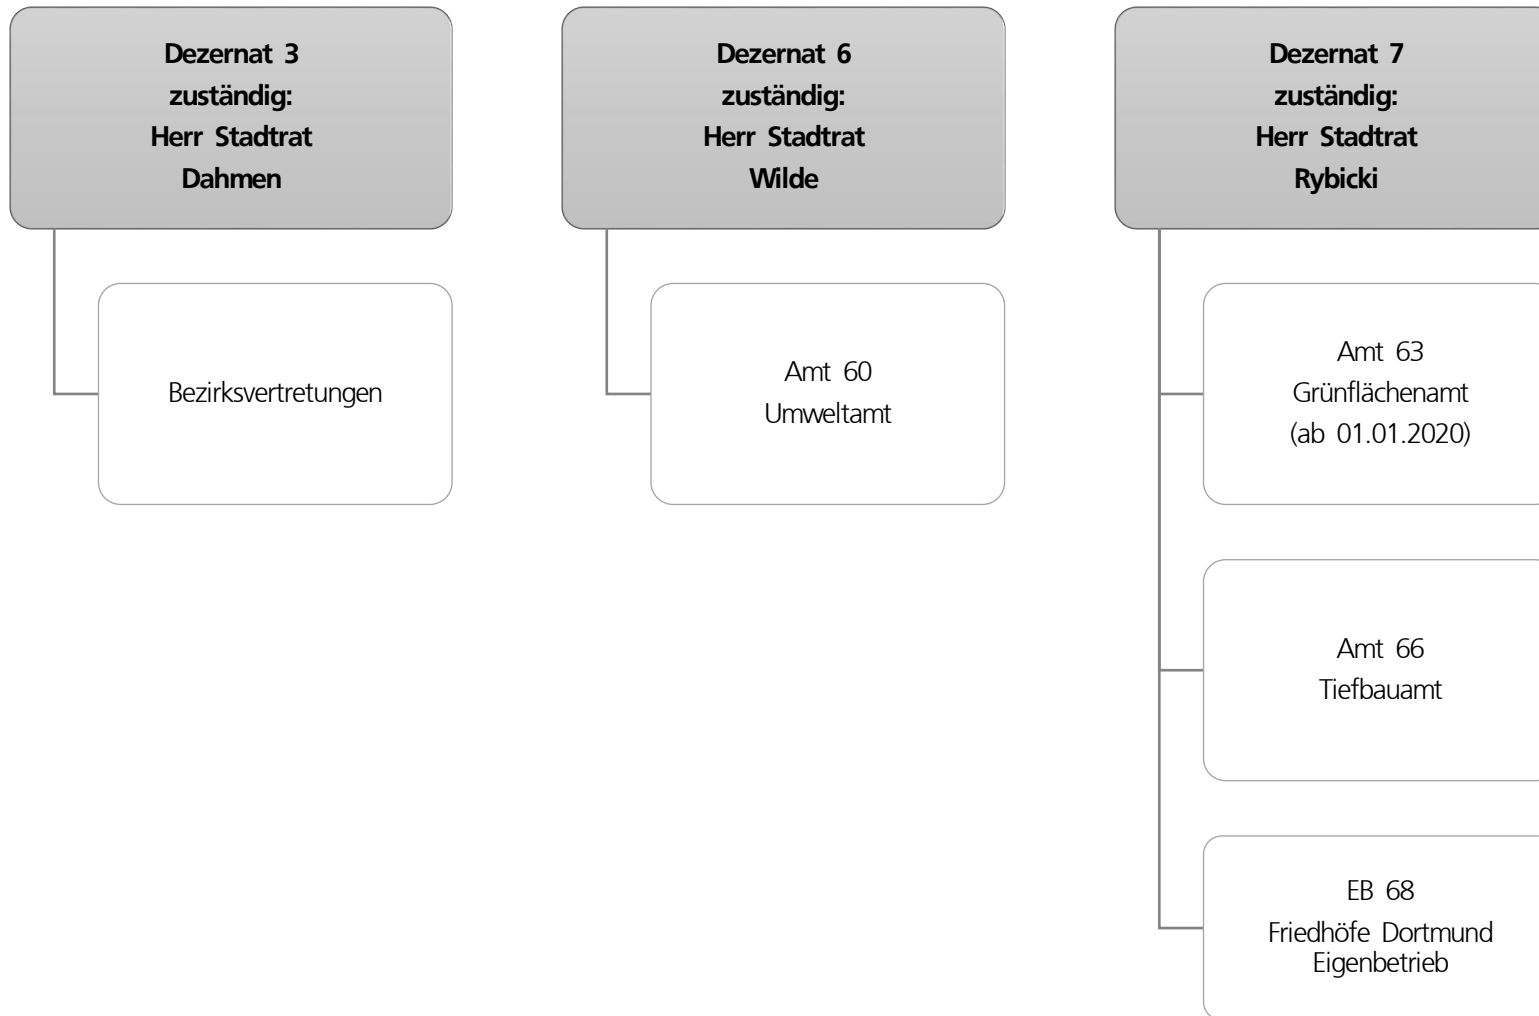 Dezernat 3
zuständig:
Herr Stadtrat
Dahmen
Bezirksvertretungen
Dezernat 6
zuständig:
Herr Stadtrat
Wilde
Amt 60
Umweltamt
Dezernat 7
zuständig:
Herr Stadtrat
Rybicki
Amt 63
Grünflächenamt
(ab 01.01.2020)
Amt 66
Tiefbauamt
EB 68
Friedhöfe Dortmund
Eigenbetrieb